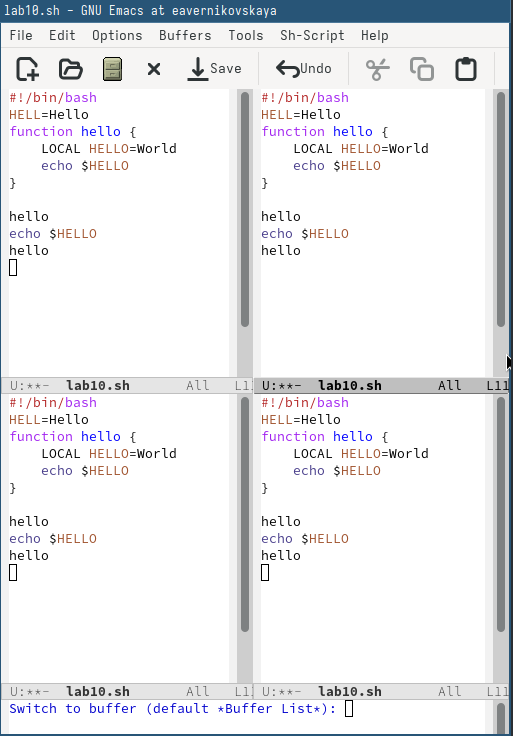 lab10.sh - GNU Emacs at eavernikovskaya
File Edit Options Buffers Tools Sh-Script Help
Save Undo
#!/bin/bash
HELL=Hello
function hello {
    LOCAL HELLO=World
    echo $HELLO
}

hello
echo $HELLO
hello
U:**-  lab10.sh       All   L11
#!/bin/bash
HELL=Hello
function hello {
    LOCAL HELLO=World
    echo $HELLO
}

hello
echo $HELLO
hello
U:**-  lab10.sh       All   L11
#!/bin/bash
HELL=Hello
function hello {
    LOCAL HELLO=World
    echo $HELLO
}

hello
echo $HELLO
hello
U:**-  lab10.sh       All   L11
#!/bin/bash
HELL=Hello
function hello {
    LOCAL HELLO=World
    echo $HELLO
}

hello
echo $HELLO
hello
U:**-  lab10.sh       All   L11
Switch to buffer (default *Buffer List*):